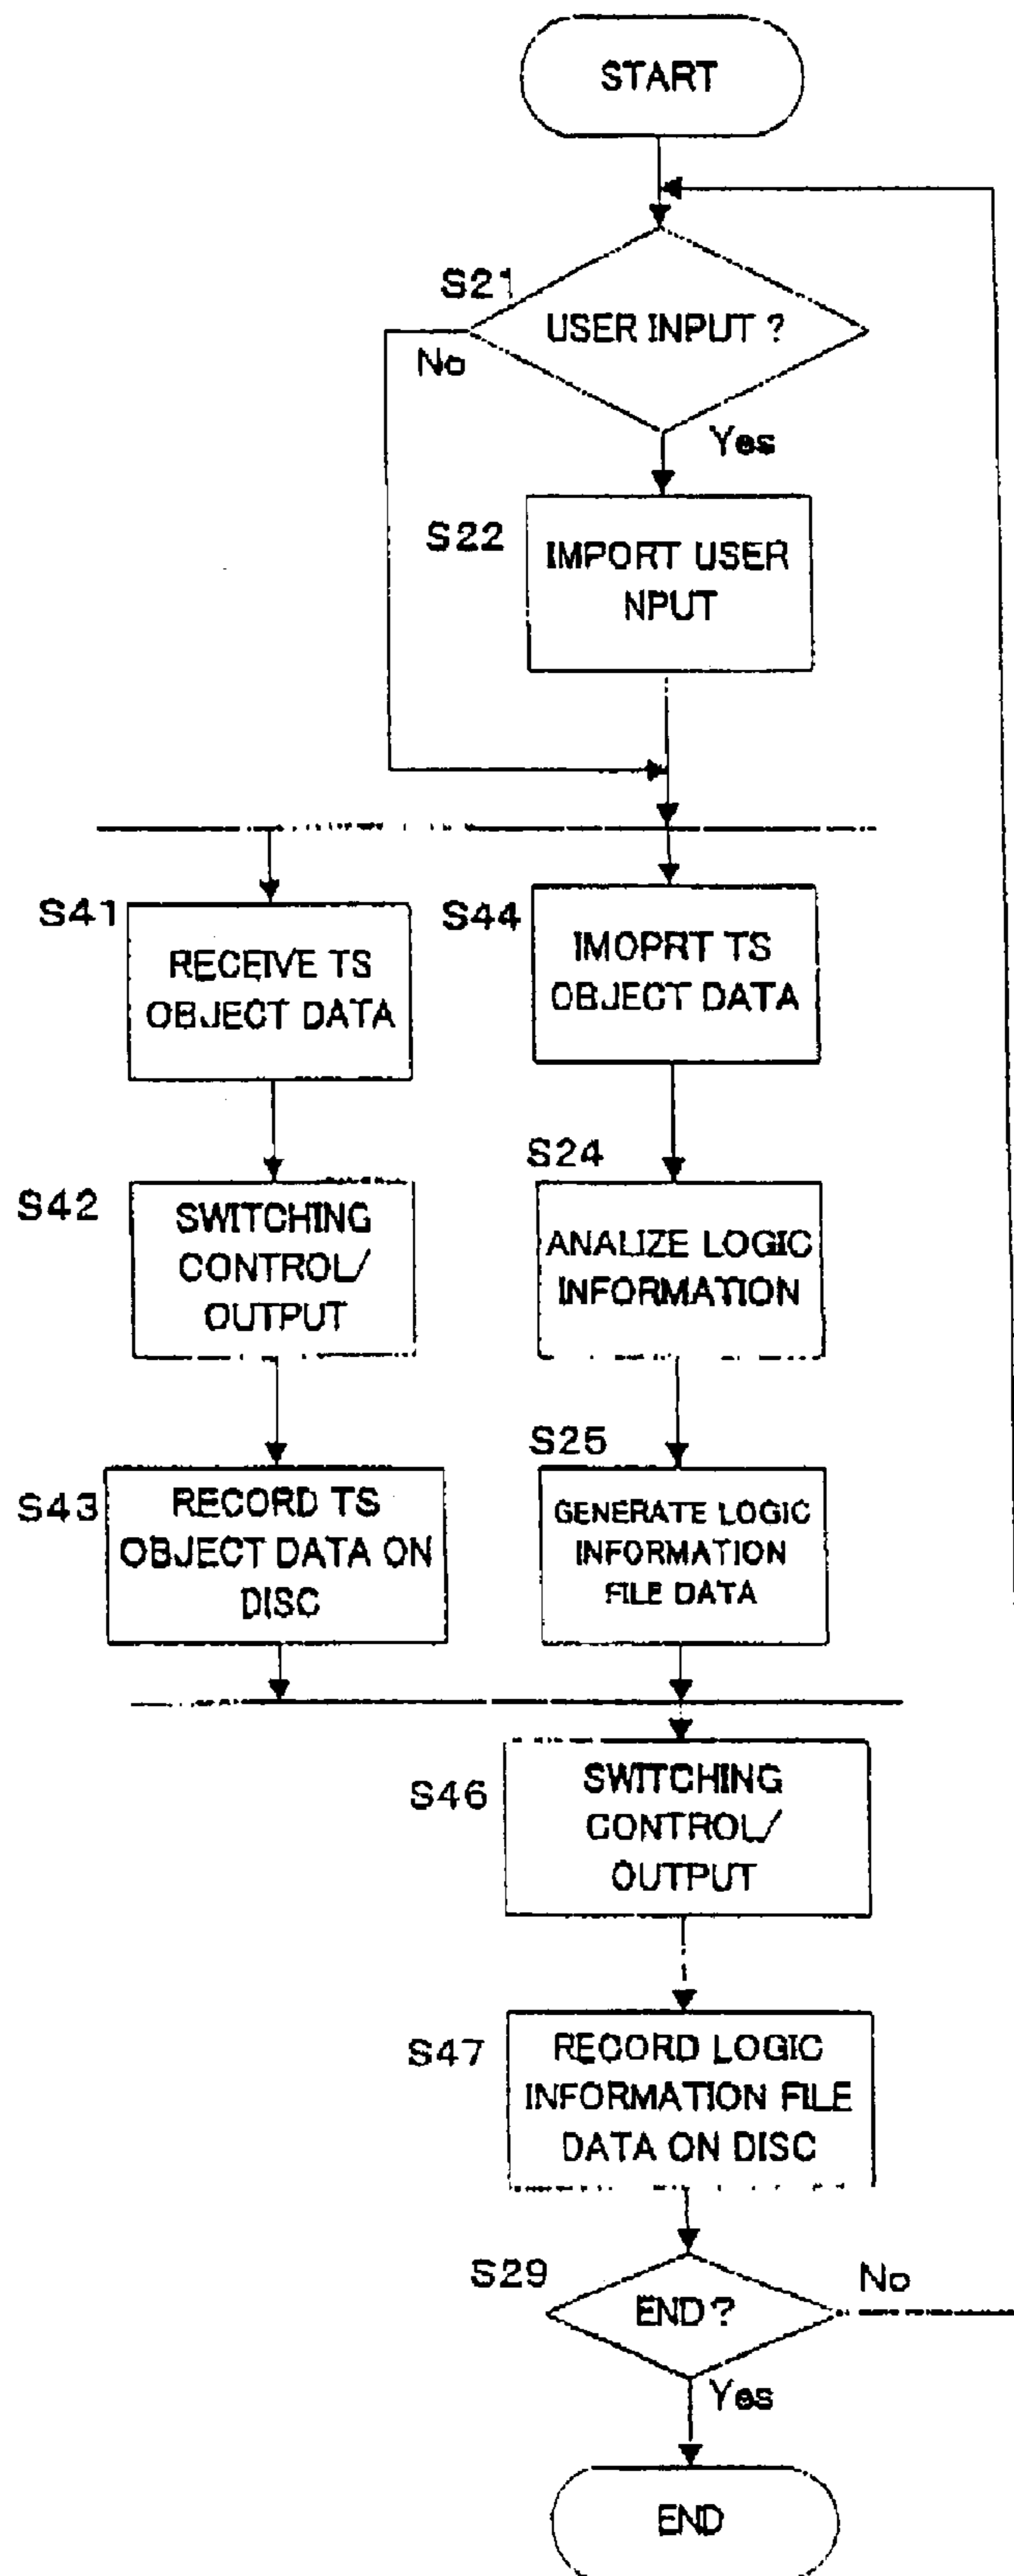 START
S21
USER INPUT ?
No
Yes
S22
IMPORT USER
NPUT
S41
RECEIVE TS
OBJECT DATA
S44
IMOPRT TS
OBJECT DATA
S42
SWITCHING
CONTROL/
OUTPUT
S24
ANALIZE LOGIC
INFORMATION
S43
RECORD TS
OBJECT DATA ON
DISC
S25
GENERATE LOGIC
INFORMATION
FILE DATA
S46
SWITCHING
CONTROL/
OUTPUT
S47
RECORD LOGIC
INFORMATION FILE
DATA ON DISC
S29
END ?
No
Yes
END